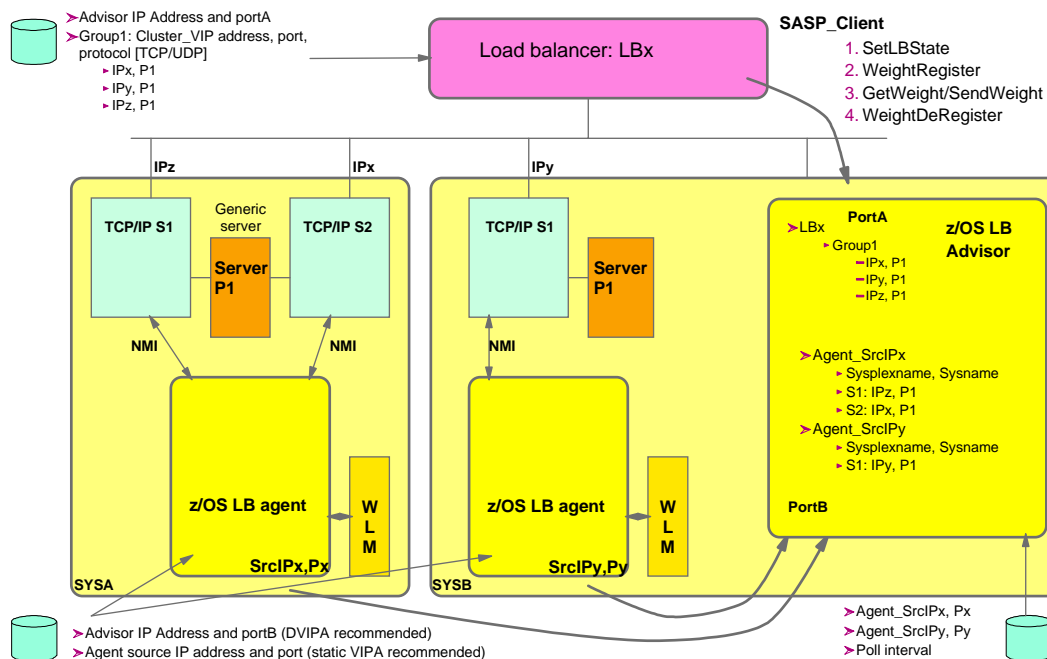 ➢Advisor IP Address and portA
➢Group1: Cluster_VIP address, port,
protocol [TCP/UDP]
▸ IPx, P1
▸ IPy, P1
▸ IPz, P1
Load balancer: LBx
SASP_Client
1. SetLBState
2. WeightRegister
3. GetWeight/SendWeight
4. WeightDeRegister
IPz
IPx
IPy
TCP/IP S1
Generic
server
Server
P1
TCP/IP S2
NMI
NMI
z/OS LB agent
W
L
M
SrcIPx,Px
SYSA
TCP/IP S1
Server
P1
NMI
z/OS LB agent
W
L
M
SrcIPy,Py
SYSB
PortA
z/OS LB
Advisor
➢LBx
▸ Group1
━IPx, P1
━IPy, P1
━IPz, P1
➢Agent_SrcIPx
▸ Sysplexname, Sysname
▸ S1: IPz, P1
▸ S2: IPx, P1
➢Agent_SrcIPy
▸ Sysplexname, Sysname
▸ S1: IPy, P1
PortB
➢Advisor IP Address and portB (DVIPA recommended)
➢Agent source IP address and port (static VIPA recommended)
➢Agent_SrcIPx, Px
➢Agent_SrcIPy, Py
➢Poll interval